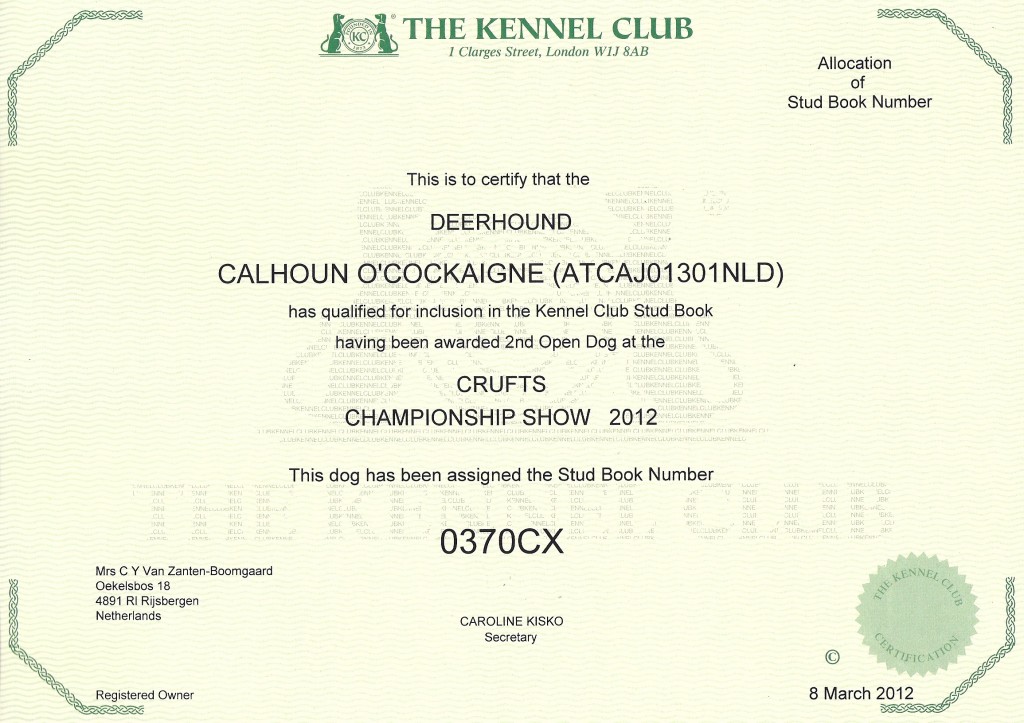 THE KENNEL CLUB
1 Clarges Street, London W1J 8AB
Allocation
of
Stud Book Number
This is to certify that the
DEERHOUND
CALHOUN O'COCKAIGNE (ATCAJ01301NLD)
has qualified for inclusion in the Kennel Club Stud Book
having been awarded 2nd Open Dog at the
CRUFTS
CHAMPIONSHIP SHOW 2012
This dog has been assigned the Stud Book Number
0370CX
Mrs C Y Van Zanten-Boomgaard
Oekelsbos 18
4891 RI Rijsbergen
Netherlands
CAROLINE KISKO
Secretary
THE KENNEL CLUB
CERTIFICATION
©
Registered Owner
8 March 2012